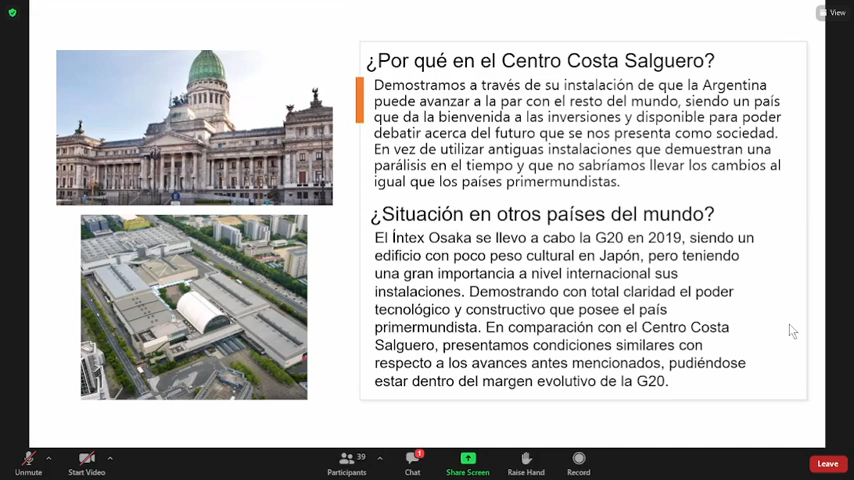 View
¿Por qué en el Centro Costa Salguero?
Demostramos a través de su instalación de que la Argentina
puede avanzar a la par con el resto del mundo, siendo un país
que da la bienvenida a las inversiones y disponible para poder
debatir acerca del futuro que se nos presenta como sociedad.
En vez de utilizar antiguas instalaciones que demuestran una
parálisis en el tiempo y que no sabríamos llevar los cambios al
igual que los países primermundistas.
¿Situación en otros países del mundo?
El Íntex Osaka se llevo a cabo la G20 en 2019, siendo un
edificio con poco peso cultural en Japón, pero teniendo
una gran importancia a nivel internacional sus
instalaciones. Demostrando con total claridad el poder
tecnológico y constructivo que posee el país
primermundista. En comparación con el Centro Costa
Salguero, presentamos condiciones similares con
respecto a los avances antes mencionados, pudiéndose
estar dentro del margen evolutivo de la G20.
Unmute
Start Video
Participants
39
Chat
1
Share Screen
Raise Hand
Record
Leave